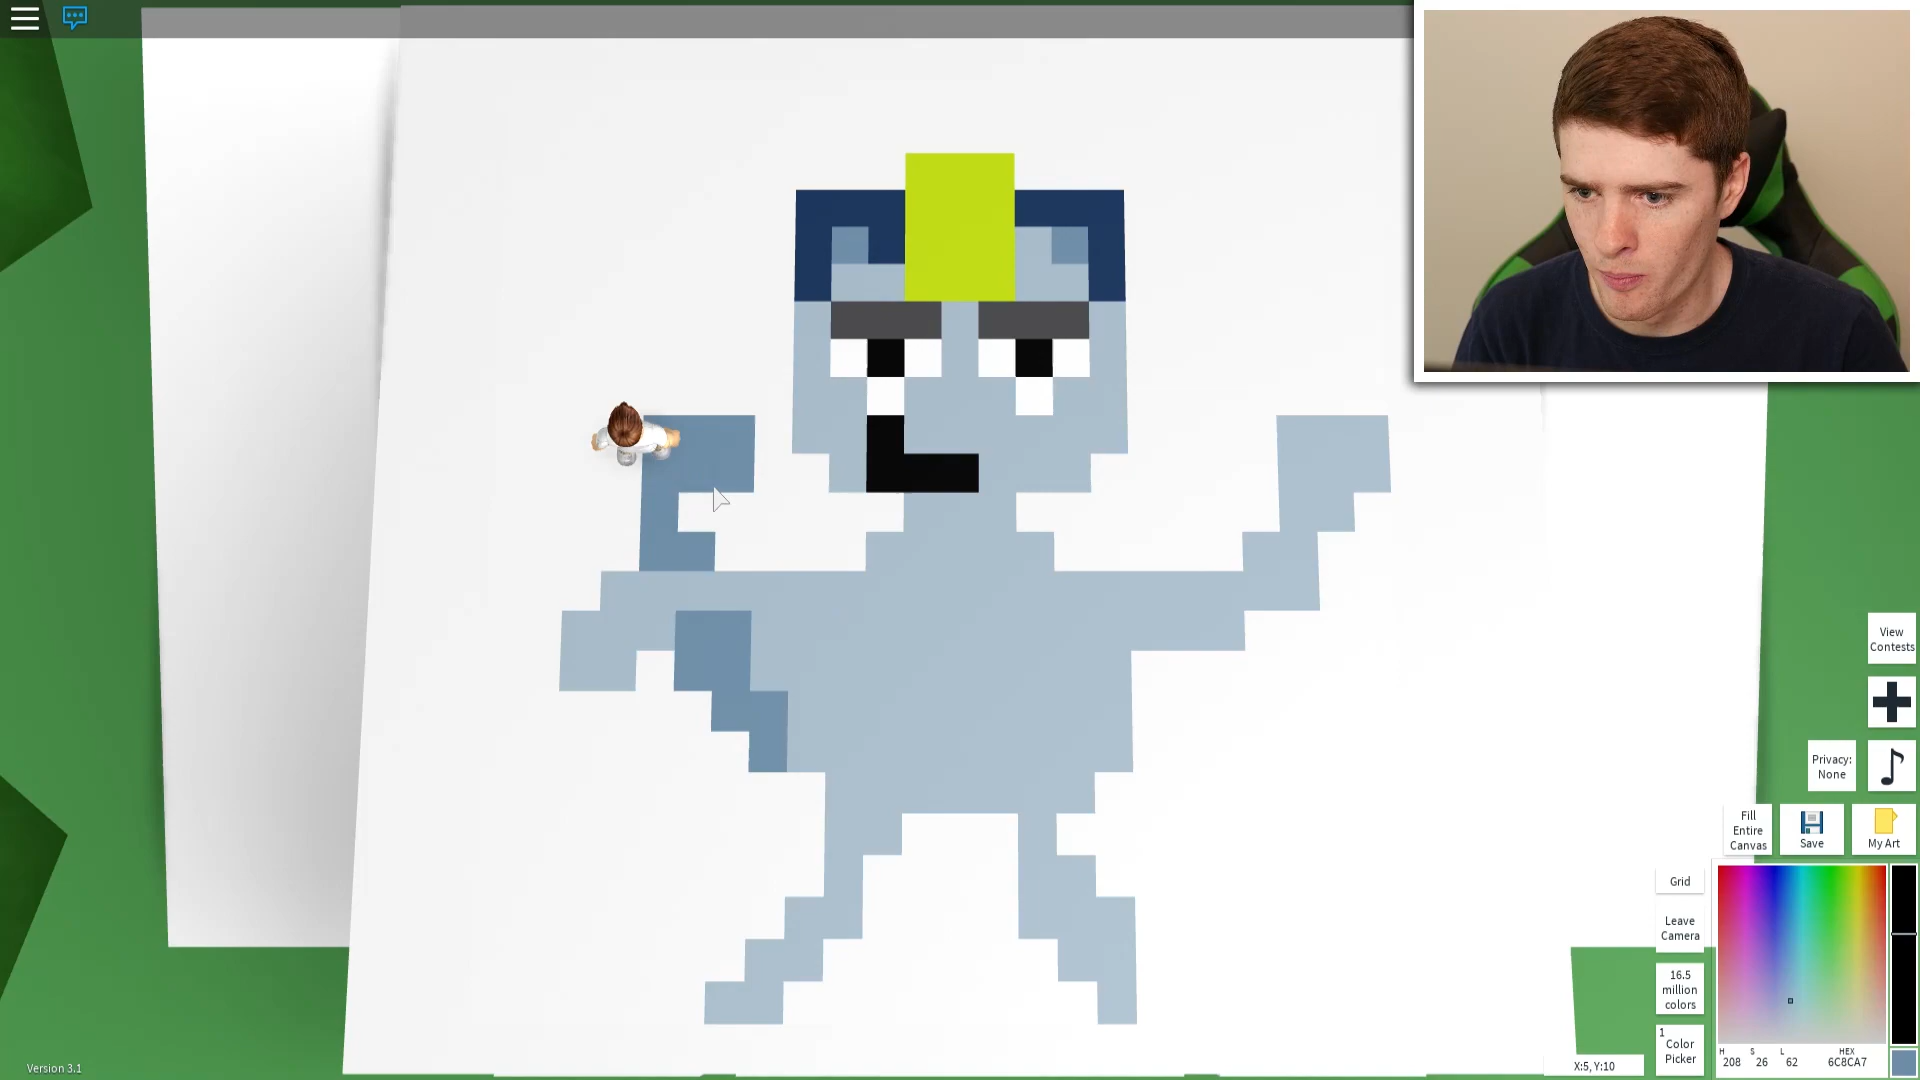 View
Contests
Privacy:
None
Fill
Entire
Canvas
Save
My Art
Grid
Leave
Camera
16.5
million
colors
1
Color
Picker
H S L HEX
208 26 62 6C8CA7
X:5, Y:10
Version 3.1